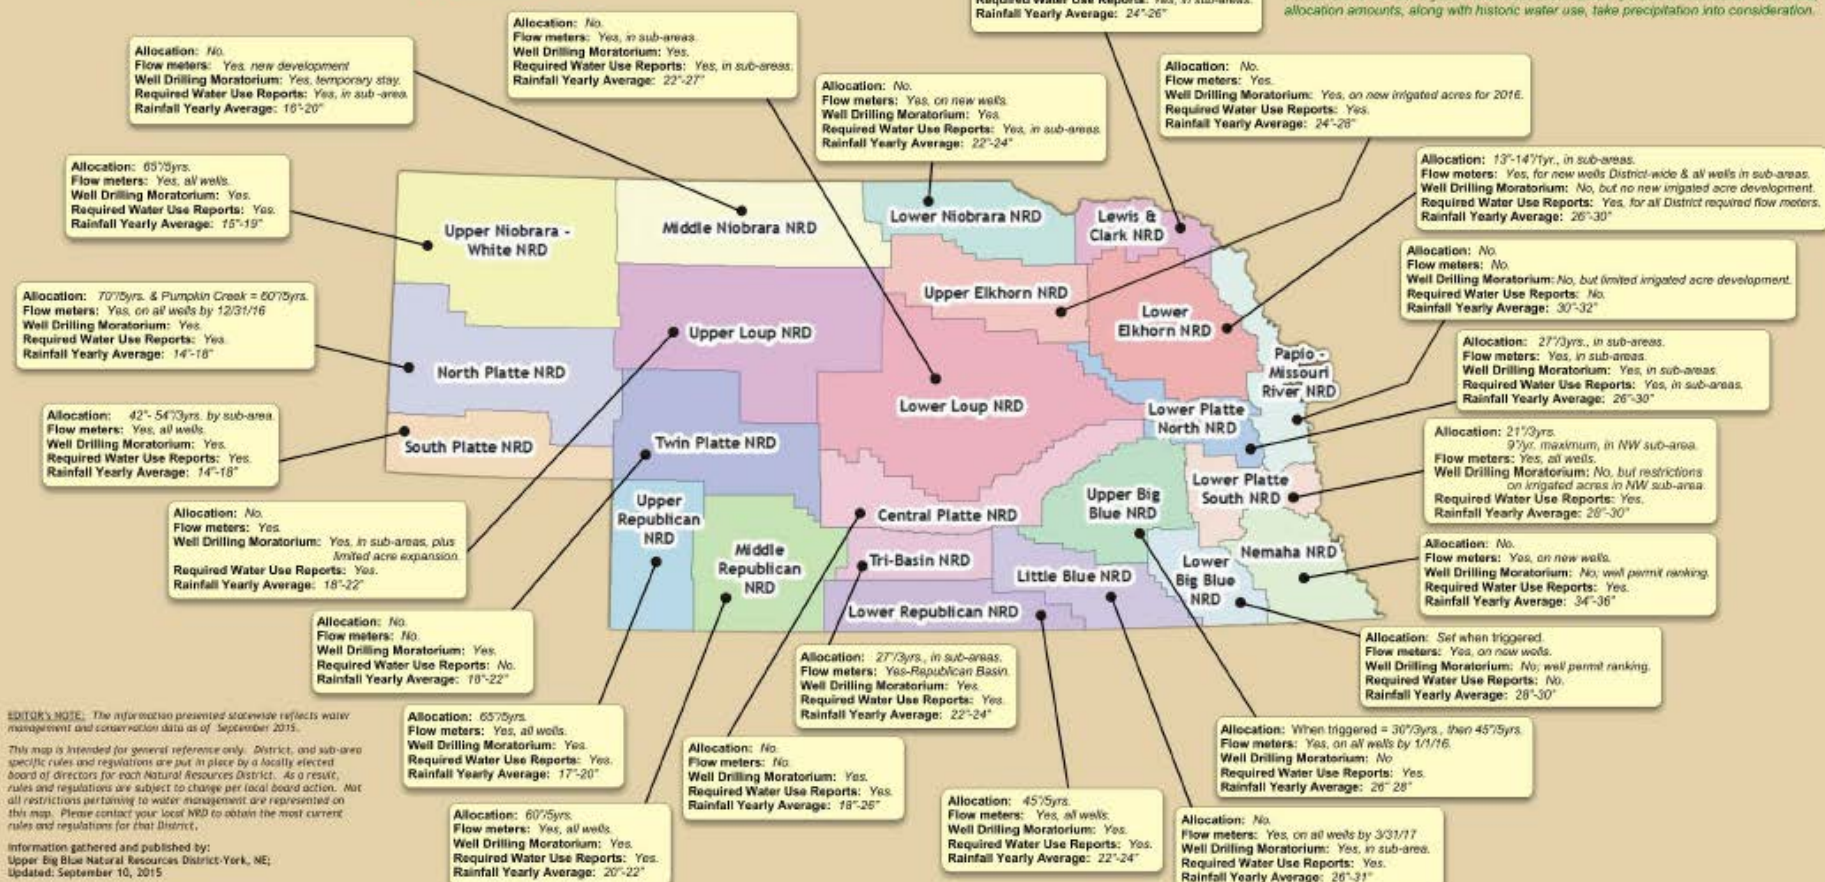 Required Water Use Reports: Yes, in sub-areas.
Rainfall Yearly Average: 24"-26"
allocation amounts, along with historic water use, take precipitation into consideration.
Allocation: No.
Flow meters: Yes, new development
Well Drilling Moratorium: Yes, temporary stay.
Required Water Use Reports: Yes, in sub-area.
Rainfall Yearly Average: 16"-20"
Allocation: No.
Flow meters: Yes, in sub-areas.
Well Drilling Moratorium: Yes.
Required Water Use Reports: Yes, in sub-areas.
Rainfall Yearly Average: 22"-27"
Allocation: No.
Flow meters: Yes, on new wells.
Well Drilling Moratorium: Yes.
Required Water Use Reports: Yes, in sub-areas.
Rainfall Yearly Average: 22"-24"
Allocation: No.
Flow meters: Yes.
Well Drilling Moratorium: Yes, on new irrigated acres for 2016.
Required Water Use Reports: Yes.
Rainfall Yearly Average: 24"-28"
Allocation: 65"/5yrs.
Flow meters: Yes, all wells.
Well Drilling Moratorium: Yes.
Required Water Use Reports: Yes.
Rainfall Yearly Average: 15"-19"
Allocation: 13"-14"/1yr., in sub-areas.
Flow meters: Yes, for new wells District-wide & all wells in sub-areas.
Well Drilling Moratorium: No, but no new irrigated acre development.
Required Water Use Reports: Yes, for all District required flow meters.
Rainfall Yearly Average: 26"-30"
Allocation: No.
Flow meters: No.
Well Drilling Moratorium: No, but limited irrigated acre development.
Required Water Use Reports: No.
Rainfall Yearly Average: 30"-32"
Allocation: 70"/5yrs. & Pumpkin Creek = 60"/5yrs.
Flow meters: Yes, on all wells by 12/31/16
Well Drilling Moratorium: Yes.
Required Water Use Reports: Yes.
Rainfall Yearly Average: 14"-18"
Allocation: 27"/3yrs., in sub-areas.
Flow meters: Yes, in sub-areas.
Well Drilling Moratorium: Yes, in sub-areas.
Required Water Use Reports: Yes, in sub-areas.
Rainfall Yearly Average: 26"-30"
Allocation: 42"- 54"/3yrs. by sub-area.
Flow meters: Yes, all wells.
Well Drilling Moratorium: Yes.
Required Water Use Reports: Yes.
Rainfall Yearly Average: 14"-18"
Allocation: 21"/3yrs.
9"/yr. maximum, in NW sub-area.
Flow meters: Yes, all wells.
Well Drilling Moratorium: No, but restrictions
on irrigated acres in NW sub-area.
Required Water Use Reports: Yes.
Rainfall Yearly Average: 28"-30"
Upper Niobrara -
White NRD
Middle Niobrara NRD
Lower Niobrara NRD
Lewis &
Clark NRD
Upper Elkhorn NRD
Lower
Elkhorn NRD
Upper Loup NRD
North Platte NRD
Papio -
Missouri
River NRD
Lower Loup NRD
Lower Platte
North NRD
Twin Platte NRD
South Platte NRD
Lower Platte
South NRD
Upper
Republican
NRD
Upper Big
Blue NRD
Central Platte NRD
Middle
Republican
NRD
Tri-Basin NRD
Little Blue NRD
Lower
Big Blue
NRD
Nemaha NRD
Lower Republican NRD
Allocation: No.
Flow meters: Yes.
Well Drilling Moratorium: Yes, in sub-areas, plus
limited acre expansion.
Required Water Use Reports: Yes.
Rainfall Yearly Average: 18"-22"
Allocation: No.
Flow meters: Yes, on new wells.
Well Drilling Moratorium: No; well permit ranking.
Required Water Use Reports: Yes.
Rainfall Yearly Average: 34"-36"
Allocation: No.
Flow meters: No.
Well Drilling Moratorium: Yes.
Required Water Use Reports: No.
Rainfall Yearly Average: 18"-22"
Allocation: Set when triggered.
Flow meters: Yes, on new wells.
Well Drilling Moratorium: No; well permit ranking.
Required Water Use Reports: No.
Rainfall Yearly Average: 28"-30"
Allocation: 27"/3yrs., in sub-areas.
Flow meters: Yes-Republican Basin.
Well Drilling Moratorium: Yes.
Required Water Use Reports: Yes.
Rainfall Yearly Average: 22"-24"
Allocation: 65"/5yrs.
Flow meters: Yes, all wells.
Well Drilling Moratorium: Yes.
Required Water Use Reports: Yes.
Rainfall Yearly Average: 17"-20"
Allocation: When triggered = 30"/3yrs., then 45"/5yrs.
Flow meters: Yes, on all wells by 1/1/16.
Well Drilling Moratorium: No
Required Water Use Reports: Yes.
Rainfall Yearly Average: 26" 28"
Allocation: No.
Flow meters: No.
Well Drilling Moratorium: Yes.
Required Water Use Reports: Yes.
Rainfall Yearly Average: 18"-26"
Allocation: 45"/5yrs.
Flow meters: Yes, all wells.
Well Drilling Moratorium: Yes.
Required Water Use Reports: Yes.
Rainfall Yearly Average: 22"-24"
Allocation: 60"/5yrs.
Flow meters: Yes, all wells.
Well Drilling Moratorium: Yes.
Required Water Use Reports: Yes.
Rainfall Yearly Average: 20"-22"
Allocation: No.
Flow meters: Yes, on all wells by 3/31/17
Well Drilling Moratorium: Yes, in sub-area.
Required Water Use Reports: Yes.
Rainfall Yearly Average: 26"-31"
EDITOR's NOTE: The information presented statewide reflects water
management and conservation data as of September 2015.
This map is intended for general reference only. District, and sub-area
specific rules and regulations are put in place by a locally elected
board of directors for each Natural Resources District. As a result,
rules and regulations are subject to change per local board action. Not
all restrictions pertaining to water management are represented on
this map. Please contact your local NRD to obtain the most current
rules and regulations for that District.
Information gathered and published by:
Upper Big Blue Natural Resources District-York, NE;
Updated: September 10, 2015